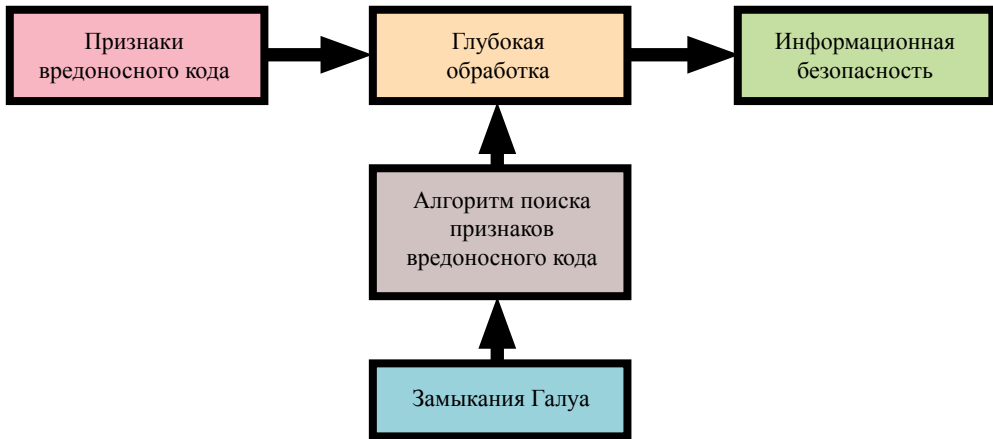 Признаки
вредоносного кода
Глубокая
обработка
Информационная
безопасность
Алгоритм поиска
признаков
вредоносного кода
Замыкания Галуа